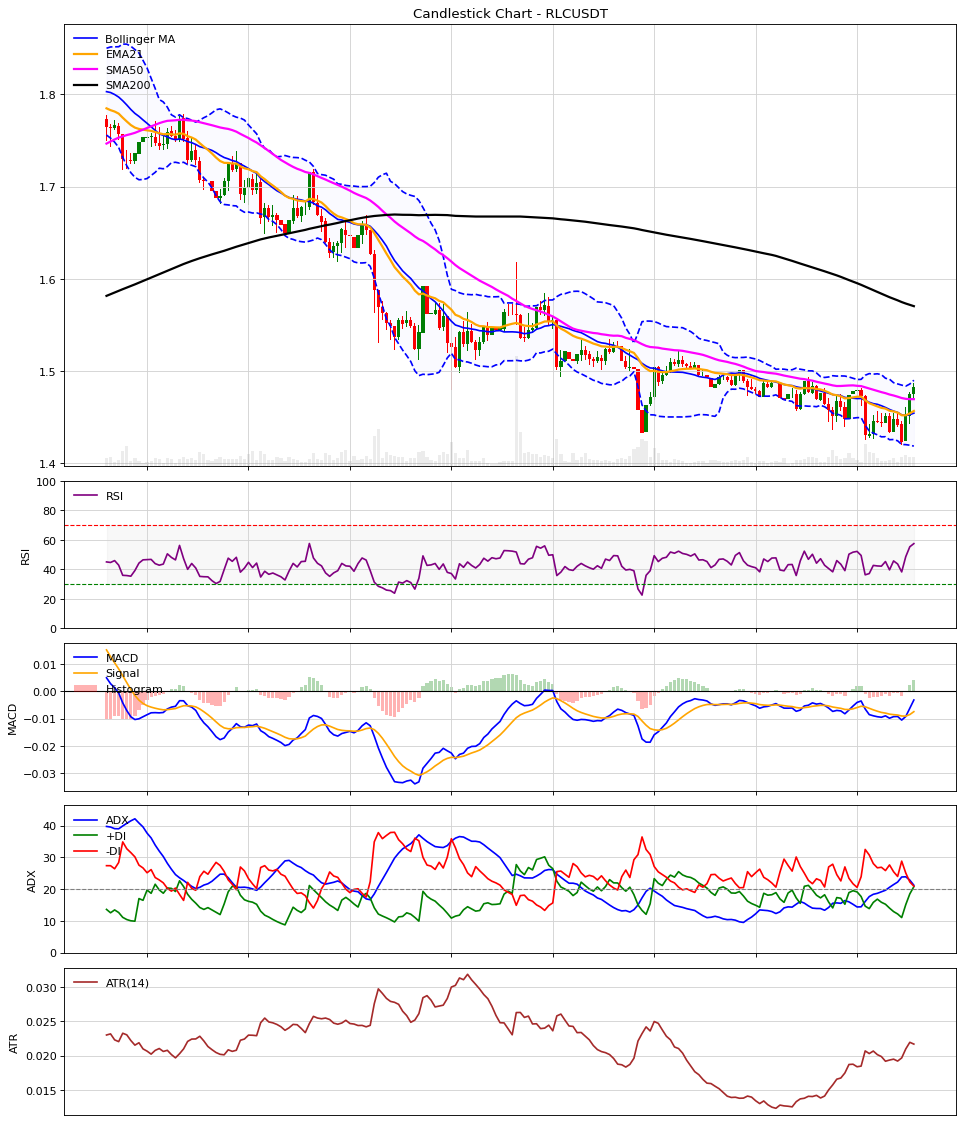 Candlestick Chart - RLCUSDT
Bollinger MA
EMA21
SMA50
SMA200
1.8
1.7
1.6
1.5
1.4
RSI
RSI
100
80
60
40
20
0
MACD
Signal
Histogram
MACD
0.01
0.00
−0.01
−0.02
−0.03
ADX
+DI
-DI
ADX
40
30
20
10
0
ATR(14)
ATR
0.030
0.025
0.020
0.015